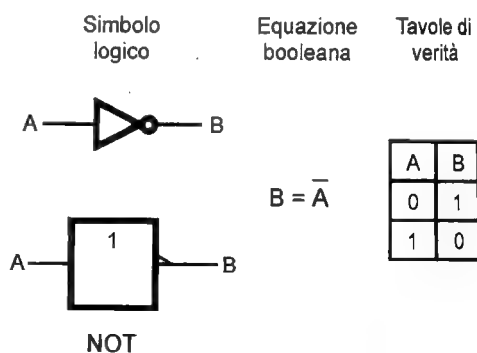 Simbolo
logico
Equazione
booleana
Tavole di
verità
A
B
B = A̅
A B
0 1
1 0
1
A
B
NOT